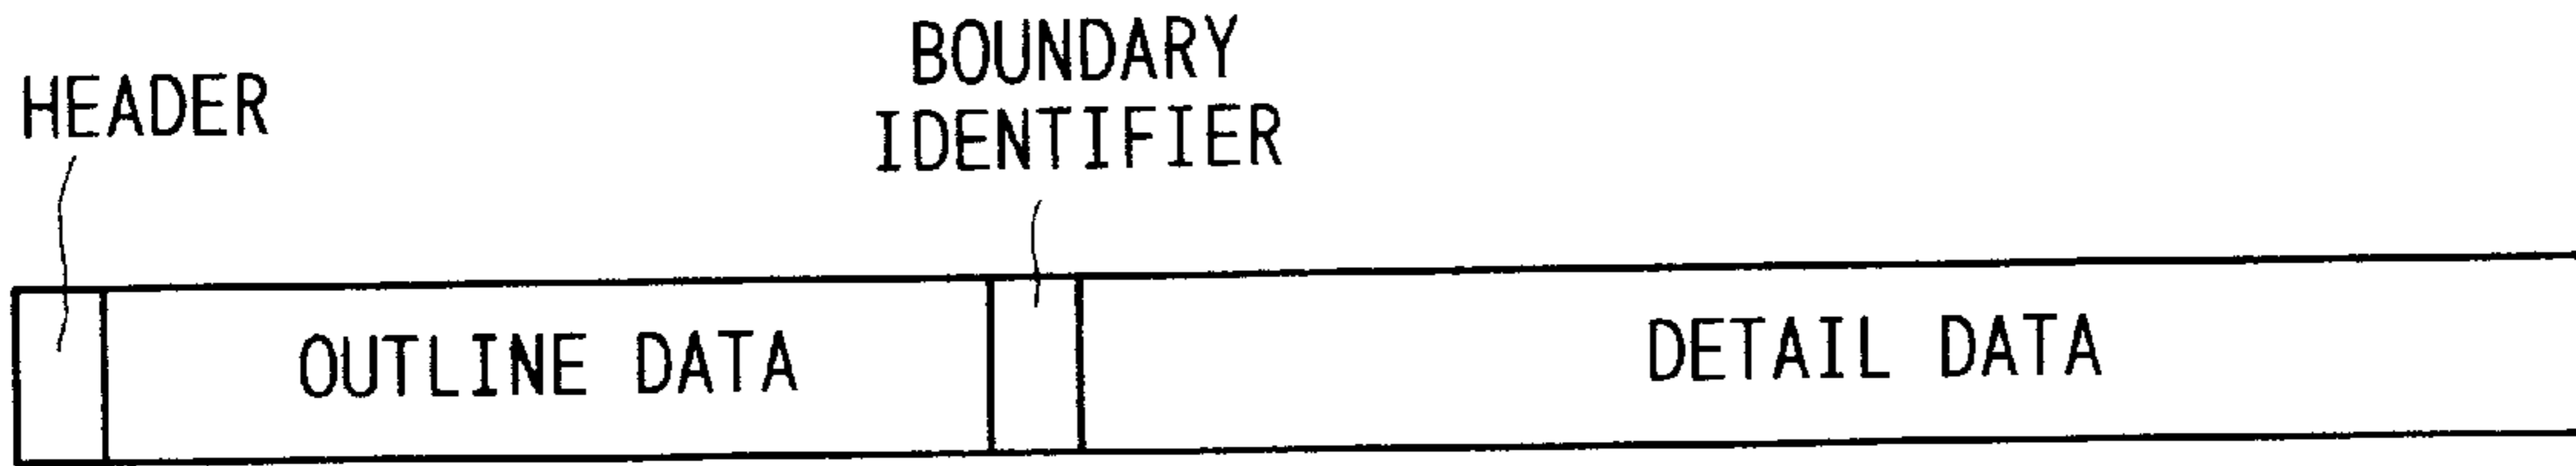 HEADER
BOUNDARY
IDENTIFIER
OUTLINE DATA
DETAIL DATA